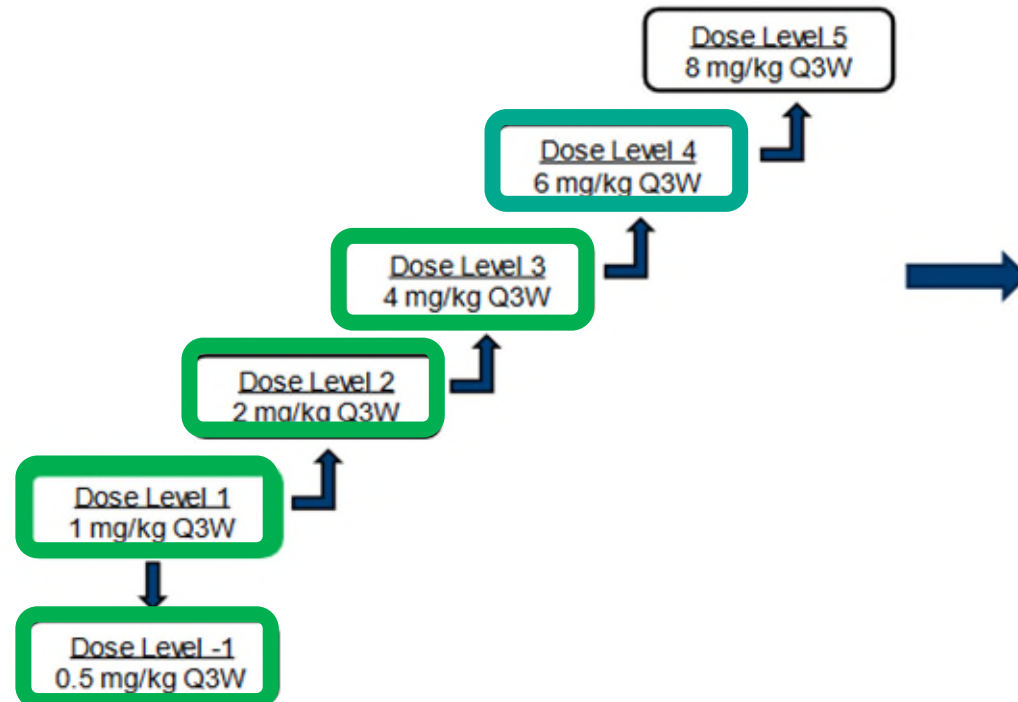 Dose Level 5
8 mg/kg Q3W
Dose Level 4
6 mg/kg Q3W
Dose Level 3
4 mg/kg Q3W
Dose Level 2
2 mg/kg Q3W
Dose Level 1
1 mg/kg Q3W
Dose Level -1
0.5 mg/kg Q3W